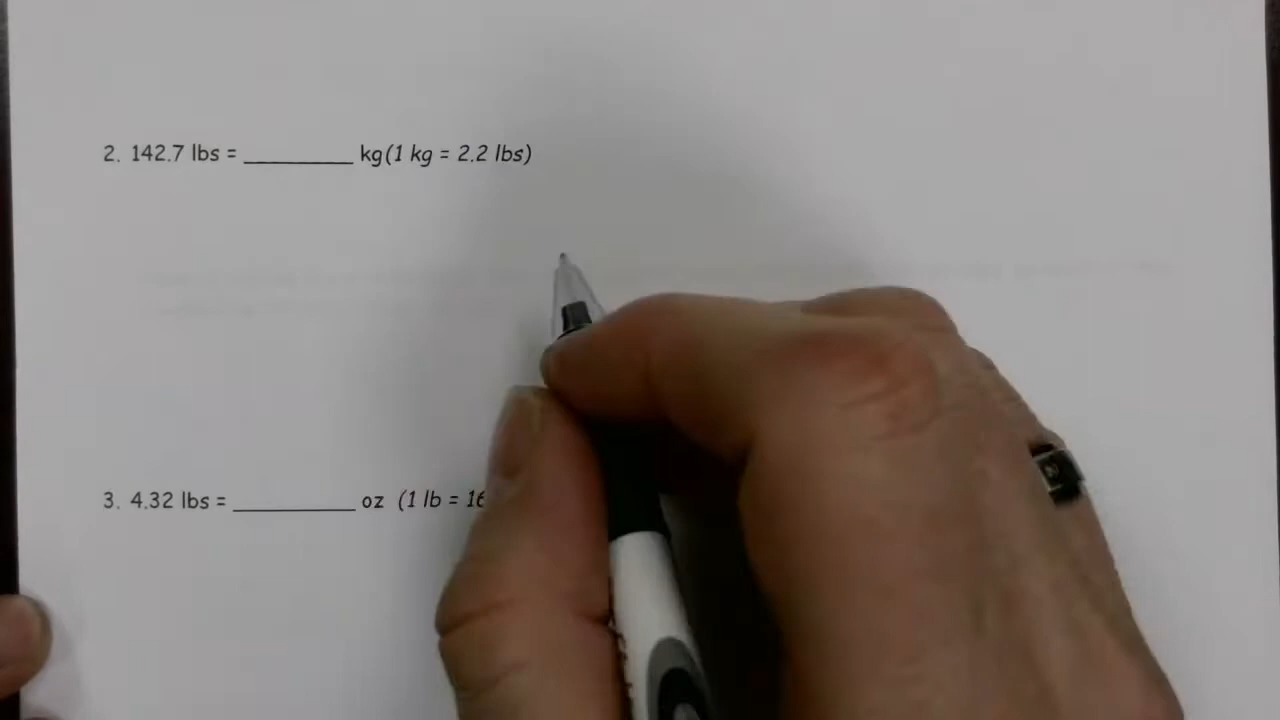 2. 142.7 lbs = _________ kg(1 kg = 2.2 lbs)
3. 4.32 lbs = __________ oz (1 lb = 16